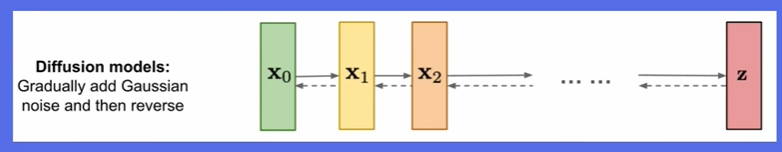 Diffusion models:
Gradually add Gaussian
noise and then reverse
x₀ x₁ x₂ ... ... z